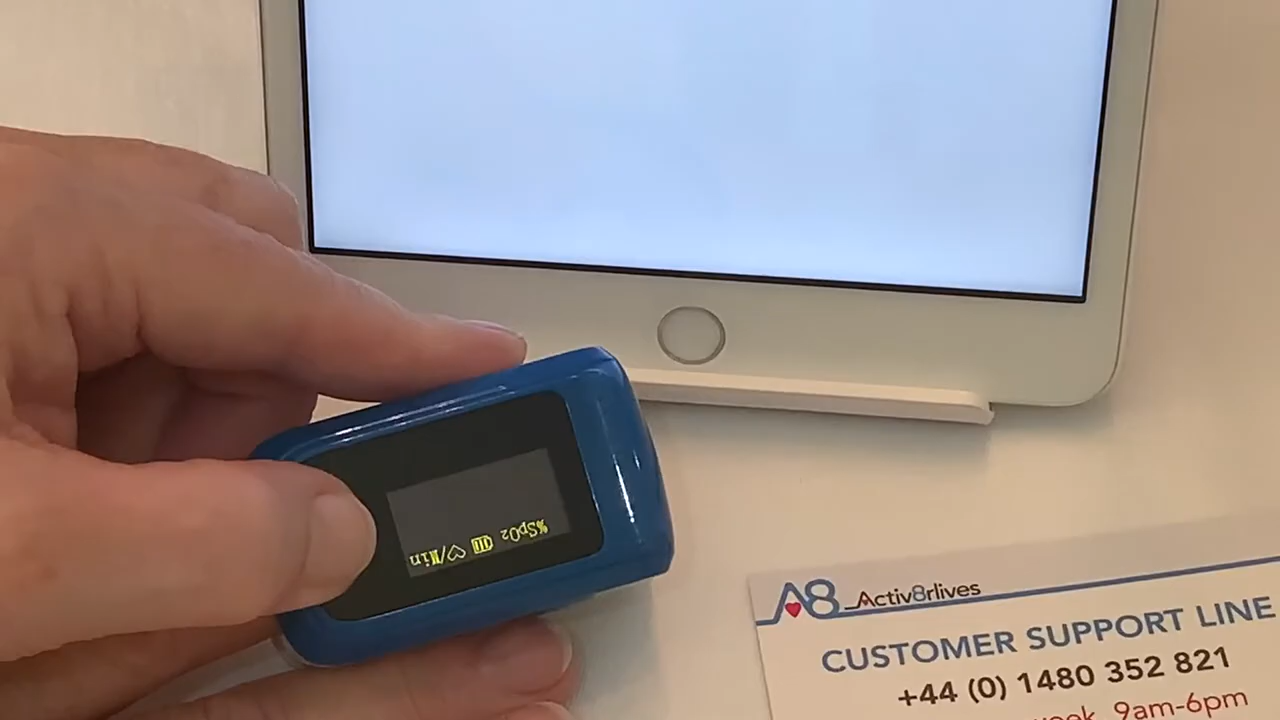 %SpO₂ ♡/Min
A8 Activ8rlives
CUSTOMER SUPPORT LINE
+44 (0) 1480 352 821
9am-6pm